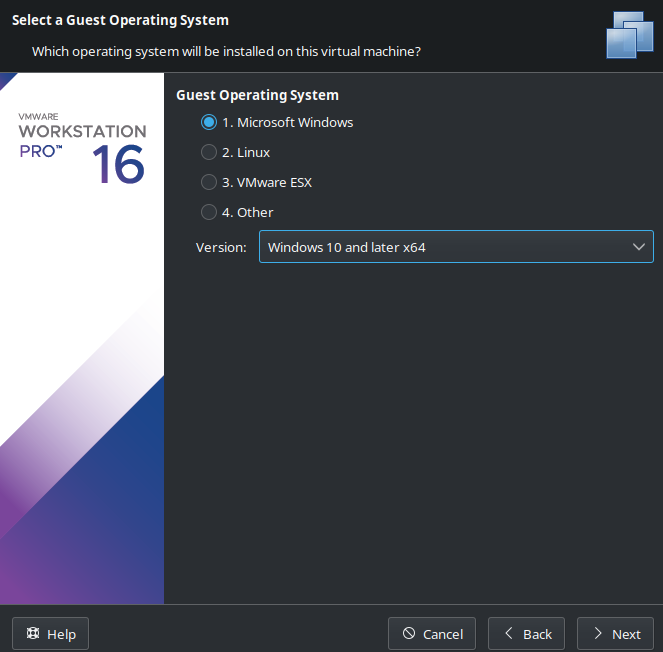 Select a Guest Operating System
Which operating system will be installed on this virtual machine?
VMWARE
WORKSTATION
PRO™ 16
Guest Operating System
1. Microsoft Windows
2. Linux
3. VMware ESX
4. Other
Version: Windows 10 and later x64
Help Cancel Back Next